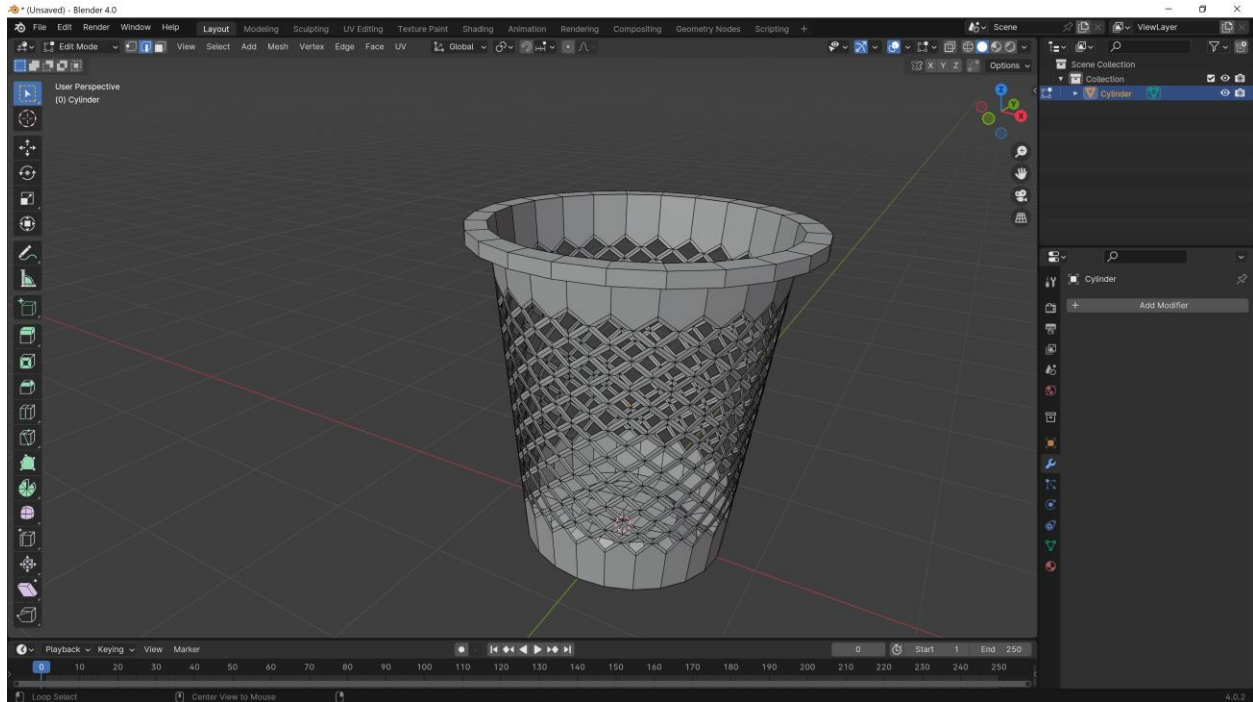 * (Unsaved) - Blender 4.0
File Edit Render Window Help Layout Modeling Sculpting UV Editing Texture Paint Shading Animation Rendering Compositing Geometry Nodes Scripting + Scene ViewLayer
Edit Mode View Select Add Mesh Vertex Edge Face UV Global
X Y Z Options
Scene Collection
Collection
Cylinder
User Perspective
(0) Cylinder
Z
Y
X
Cylinder
+ Add Modifier
Playback Keying View Marker 0 Start 1 End 250
0 10 20 30 40 50 60 70 80 90 100 110 120 130 140 150 160 170 180 190 200 210 220 230 240 250
Loop Select Center View to Mouse 4.0.2